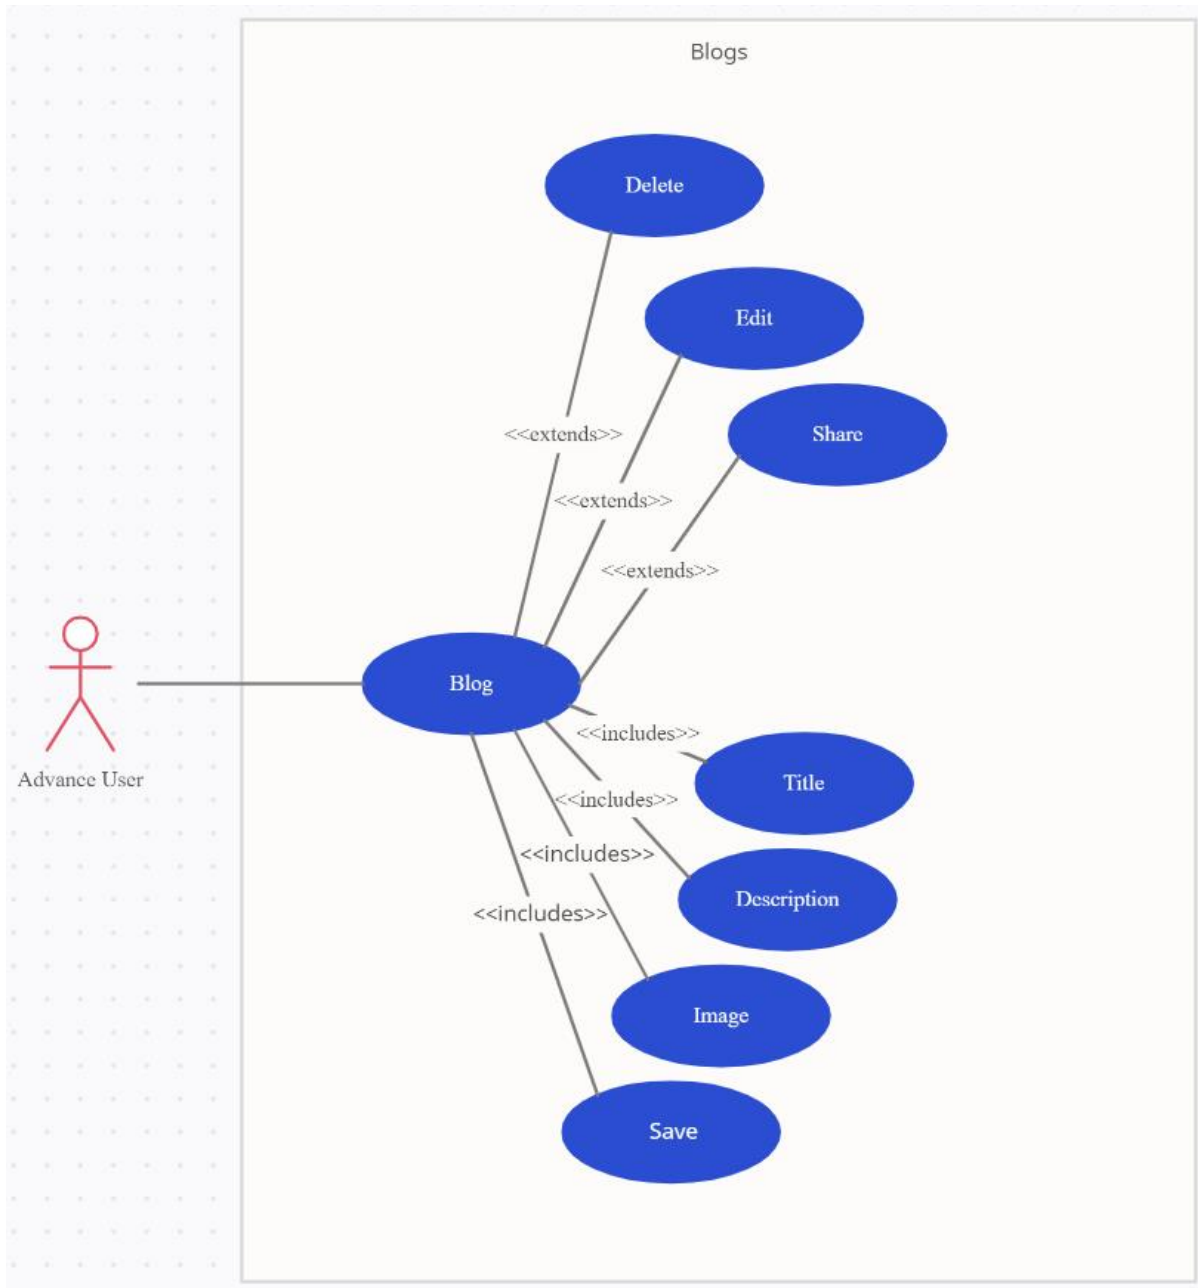 Blogs
Delete
Edit
Share
<<extends>>
<<extends>>
<<extends>>
Blog
<<includes>>
Title
Advance User
<<includes>>
<<includes>>
Description
<<includes>>
Image
Save